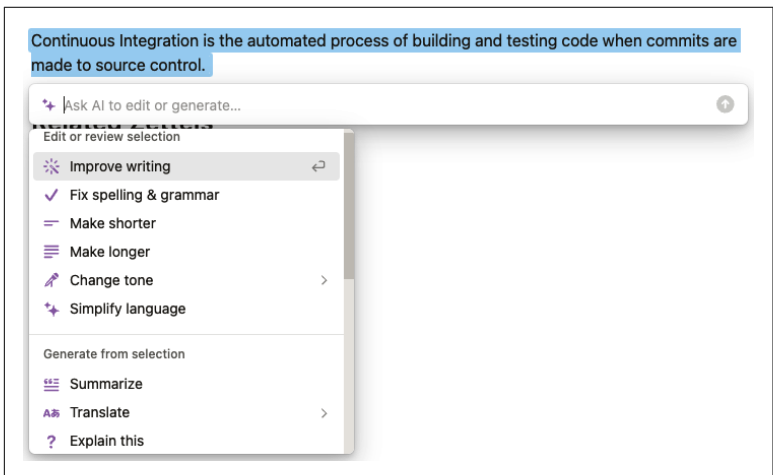 Continuous Integration is the automated process of building and testing code when commits are
made to source control.
Ask AI to edit or generate...
Related Zettels
Edit or review selection
Improve writing
Fix spelling & grammar
Make shorter
Make longer
Change tone
Simplify language
Generate from selection
Summarize
Translate
Explain this